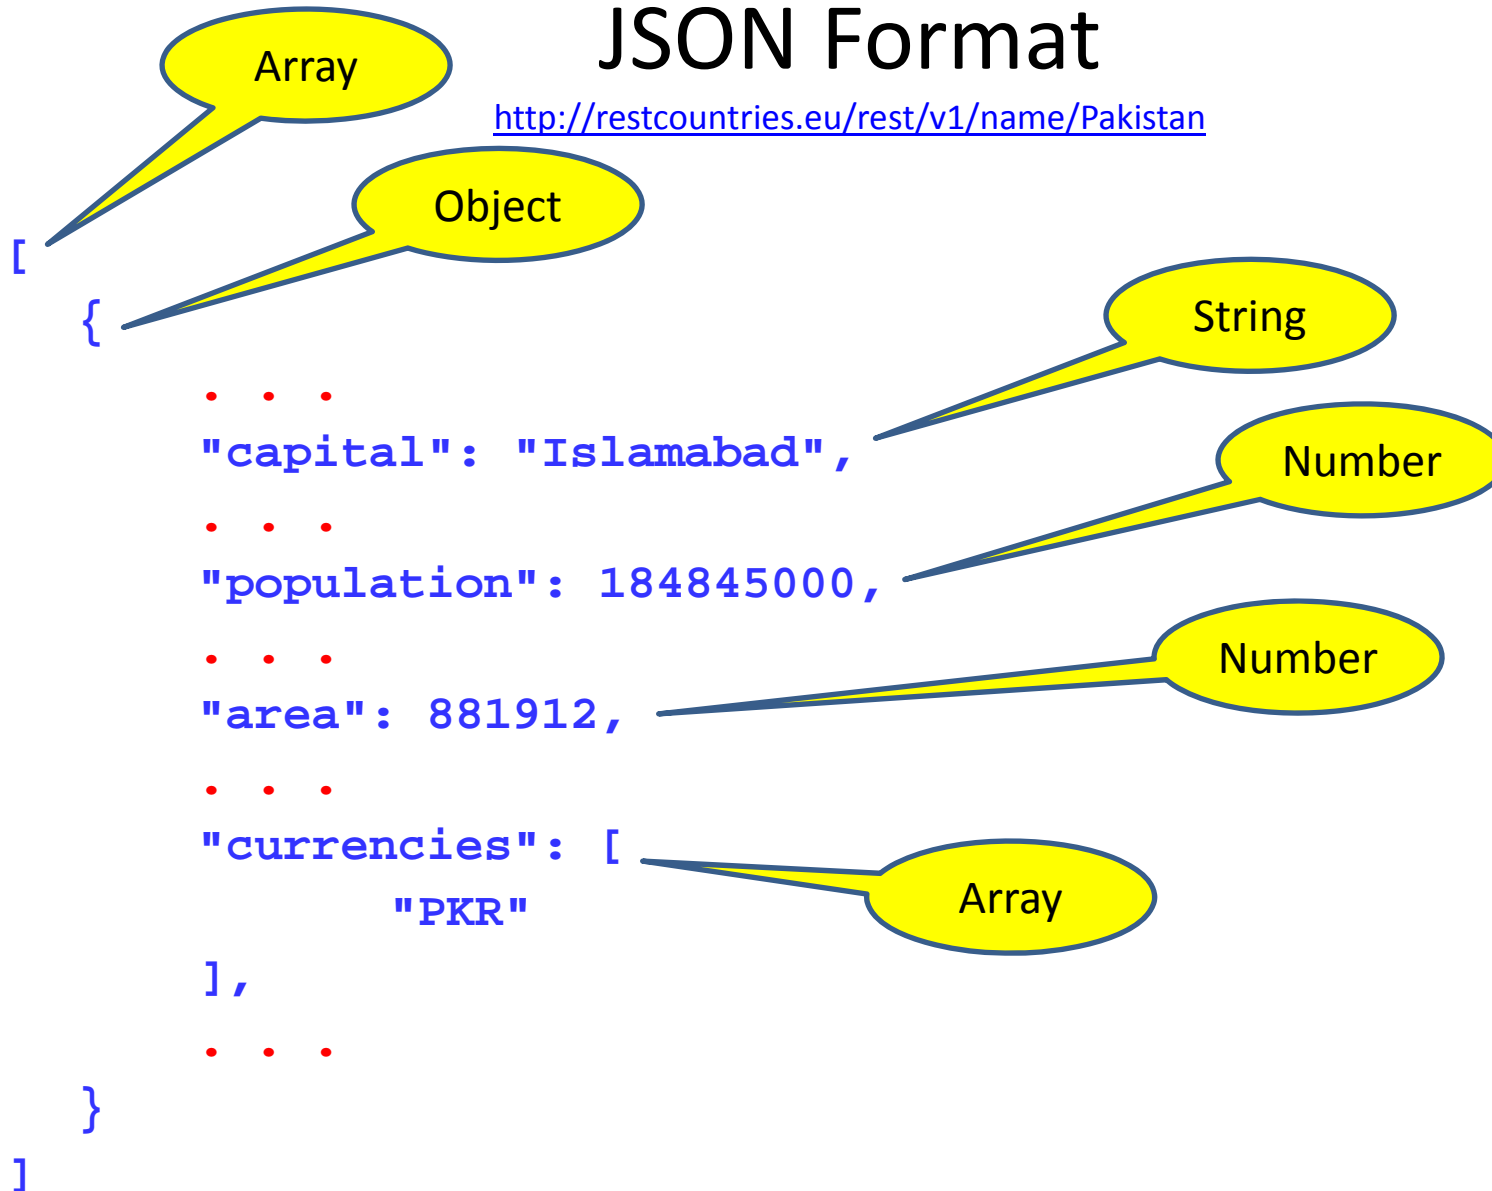 JSON Format
http://restcountries.eu/rest/v1/name/Pakistan
Array
Object
[
{
String
. . .
"capital": "Islamabad",
Number
. . .
"population": 184845000,
Number
. . .
"area": 881912,
. . .
"currencies": [
Array
"PKR"
],
. . .
}
]